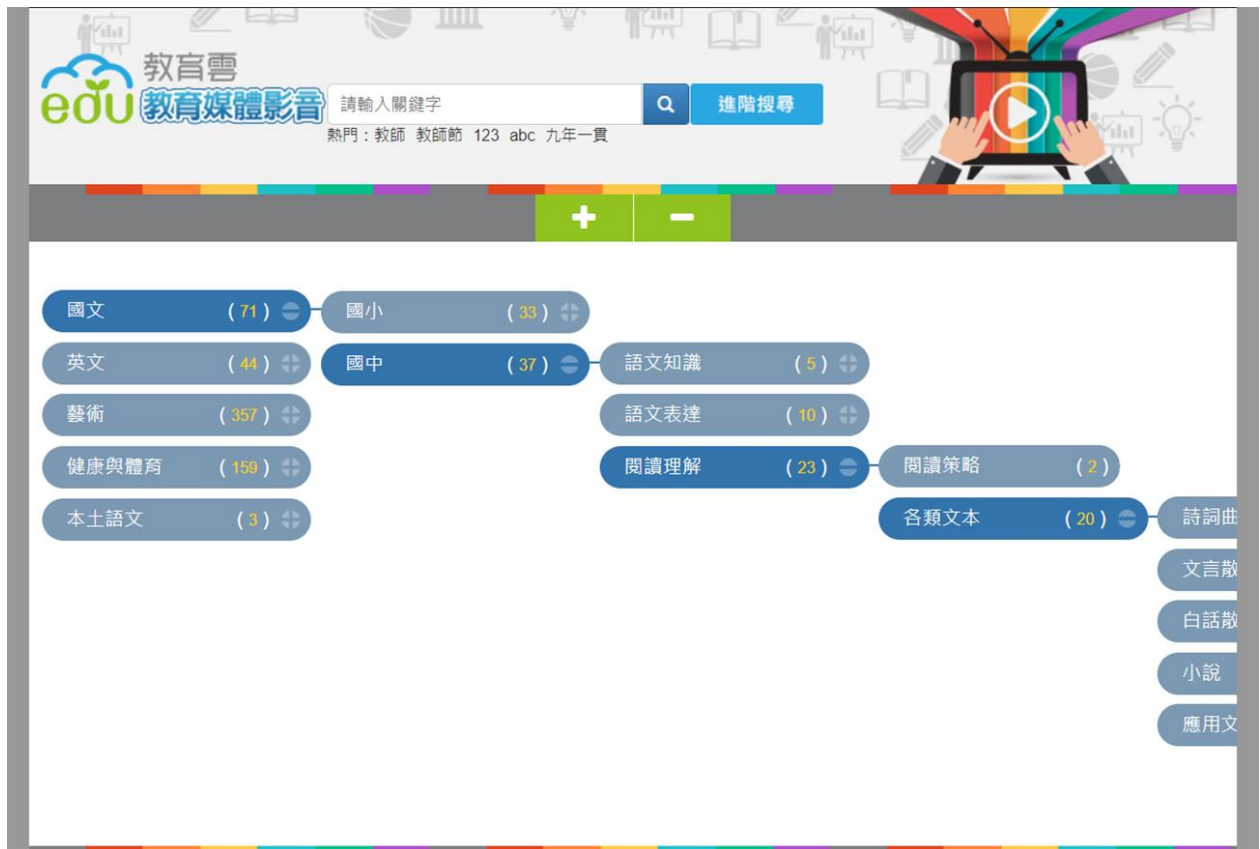 教育雲
edu 教育媒體影音
請輸入關鍵字
進階搜尋
熱門：教師 教師節 123 abc 九年一貫
國文 ( 71 )
國小 ( 33 )
英文 ( 44 )
國中 ( 37 )
語文知識 ( 5 )
藝術 ( 357 )
語文表達 ( 10 )
健康與體育 ( 159 )
閱讀理解 ( 23 )
閱讀策略 ( 2 )
本土語文 ( 3 )
各類文本 ( 20 )
詩詞曲
文言散
白話散
小說
應用文